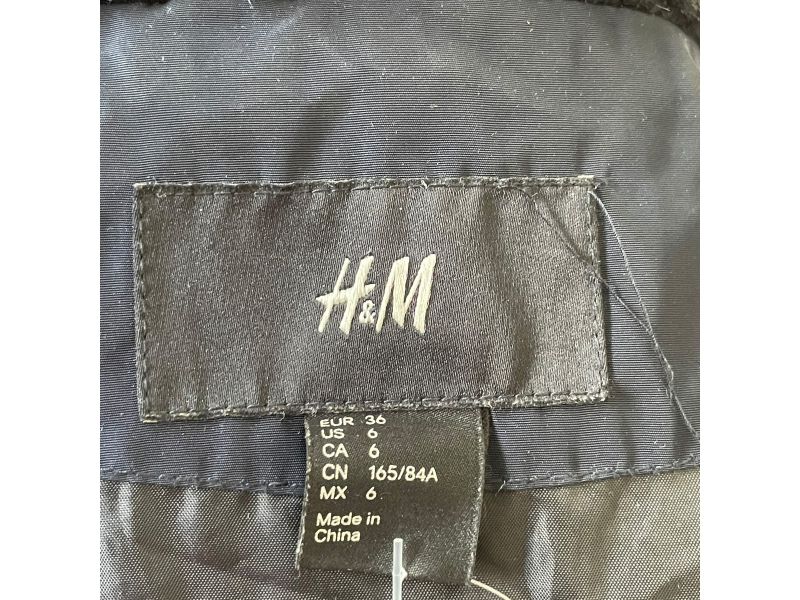 H&M
EUR 36
US 6
CA 6
CN 165/84A
MX 6
Made in
China